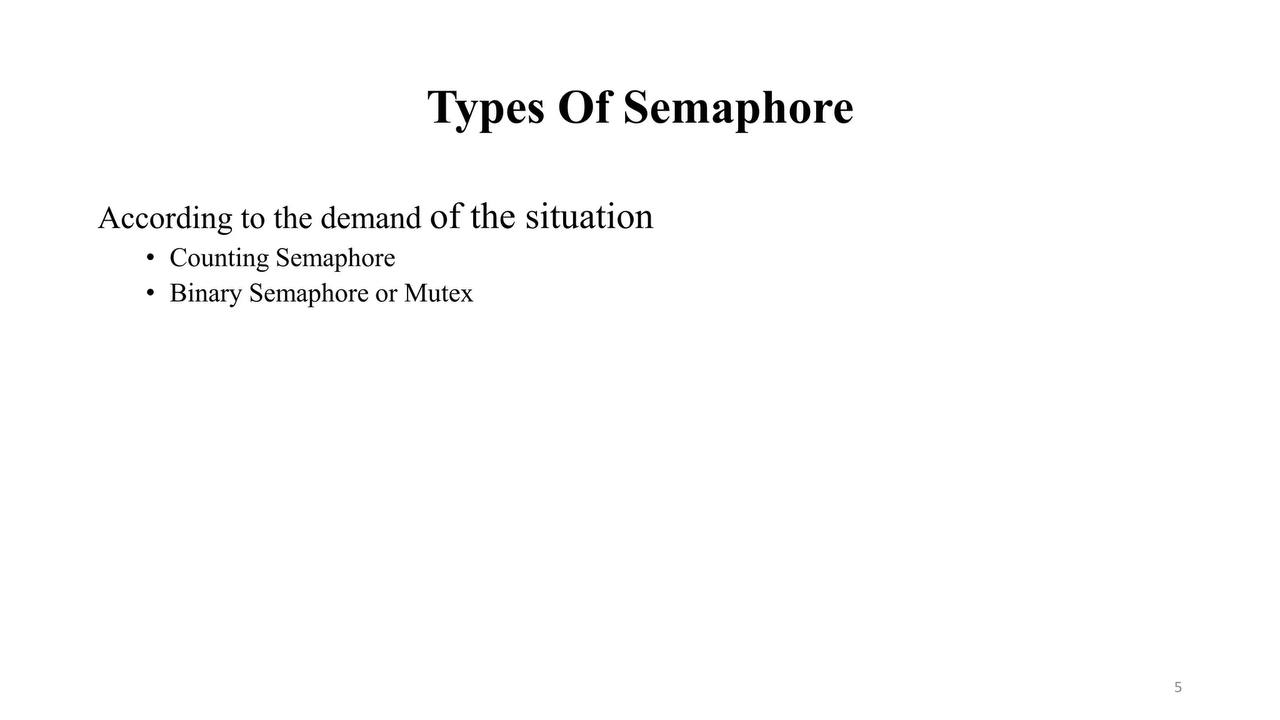 Types Of Semaphore
According to the demand of the situation
• Counting Semaphore
• Binary Semaphore or Mutex
5